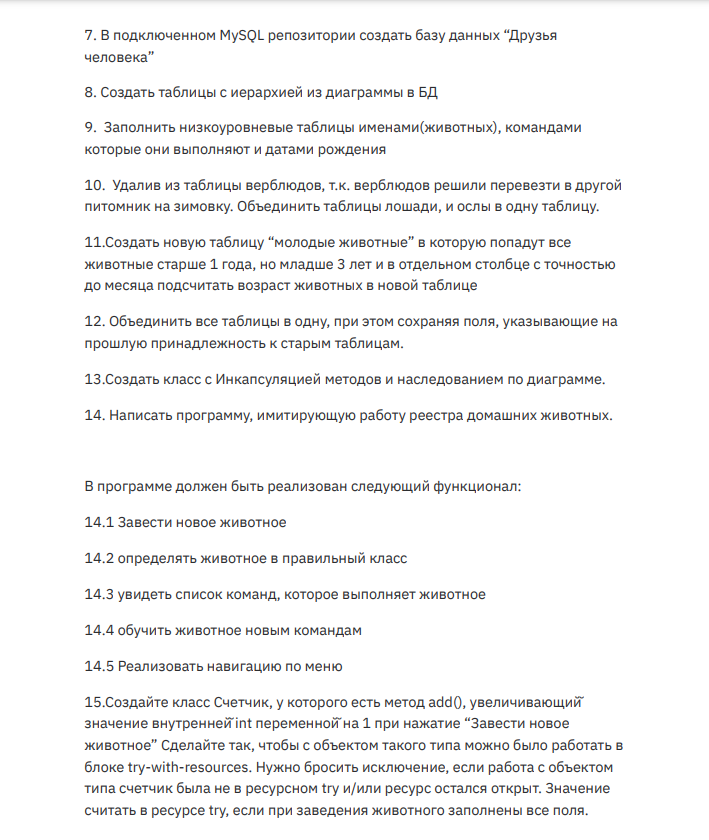 7. В подключенном MySQL репозитории создать базу данных “Друзья
человека”
8. Создать таблицы с иерархией из диаграммы в БД
9. Заполнить низкоуровневые таблицы именами(животных), командами
которые они выполняют и датами рождения
10. Удалив из таблицы верблюдов, т.к. верблюдов решили перевезти в другой
питомник на зимовку. Объединить таблицы лошади, и ослы в одну таблицу.
11.Создать новую таблицу “молодые животные” в которую попадут все
животные старше 1 года, но младше 3 лет и в отдельном столбце с точностью
до месяца подсчитать возраст животных в новой таблице
12. Объединить все таблицы в одну, при этом сохраняя поля, указывающие на
прошлую принадлежность к старым таблицам.
13.Создать класс с Инкапсуляцией методов и наследованием по диаграмме.
14. Написать программу, имитирующую работу реестра домашних животных.
В программе должен быть реализован следующий функционал:
14.1 Завести новое животное
14.2 определять животное в правильный класс
14.3 увидеть список команд, которое выполняет животное
14.4 обучить животное новым командам
14.5 Реализовать навигацию по меню
15.Создайте класс Счетчик, у которого есть метод add(), увеличивающий̆
значение внутренней̆ int переменной̆ на 1 при нажатие “Завести новое
животное” Сделайте так, чтобы с объектом такого типа можно было работать в
блоке try-with-resources. Нужно бросить исключение, если работа с объектом
типа счетчик была не в ресурсном try и/или ресурс остался открыт. Значение
считать в ресурсе try, если при заведения животного заполнены все поля.